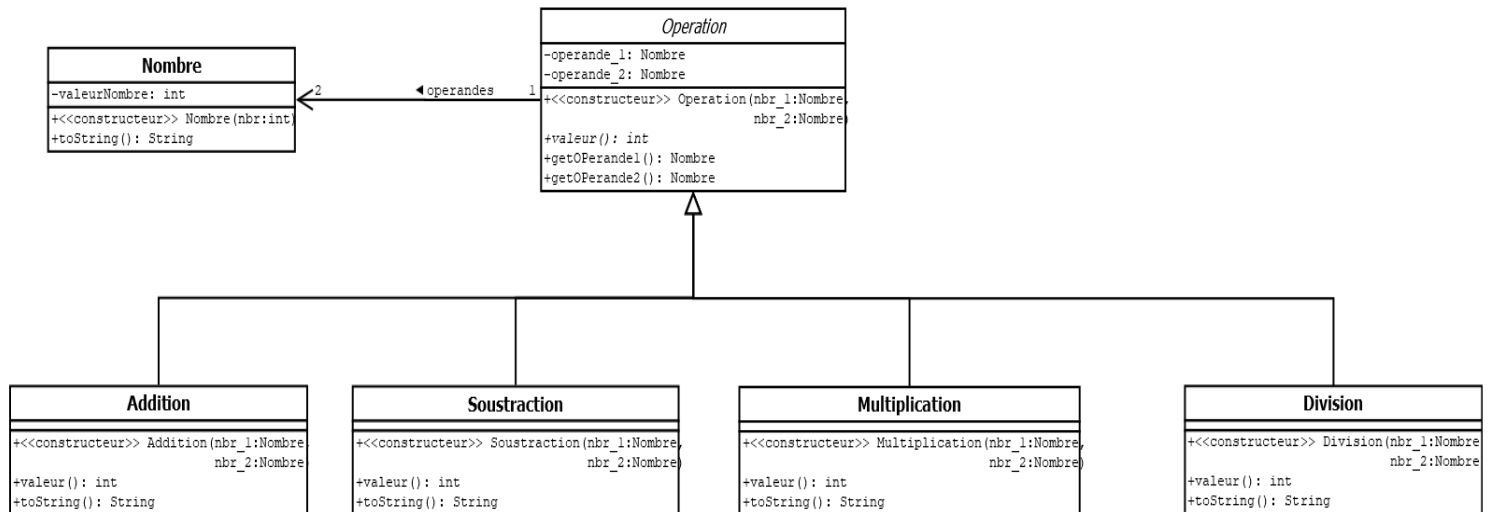 Operation
-operande_1: Nombre
-operande_2: Nombre
+<<constructeur>> Operation(nbr_1:Nombre,
nbr_2:Nombre)
+valeur(): int
+getOPerande1(): Nombre
+getOPerande2(): Nombre
Nombre
-valeurNombre: int
+<<constructeur>> Nombre(nbr:int)
+toString(): String
2 ◄ operandes 1
Addition
+<<constructeur>> Addition(nbr_1:Nombre,
nbr_2:Nombre)
+valeur(): int
+toString(): String
Soustraction
+<<constructeur>> Soustraction(nbr_1:Nombre,
nbr_2:Nombre)
+valeur(): int
+toString(): String
Multiplication
+<<constructeur>> Multiplication(nbr_1:Nombre,
nbr_2:Nombre)
+valeur(): int
+toString(): String
Division
+<<constructeur>> Division(nbr_1:Nombre
nbr_2:Nombre
+valeur(): int
+toString(): String